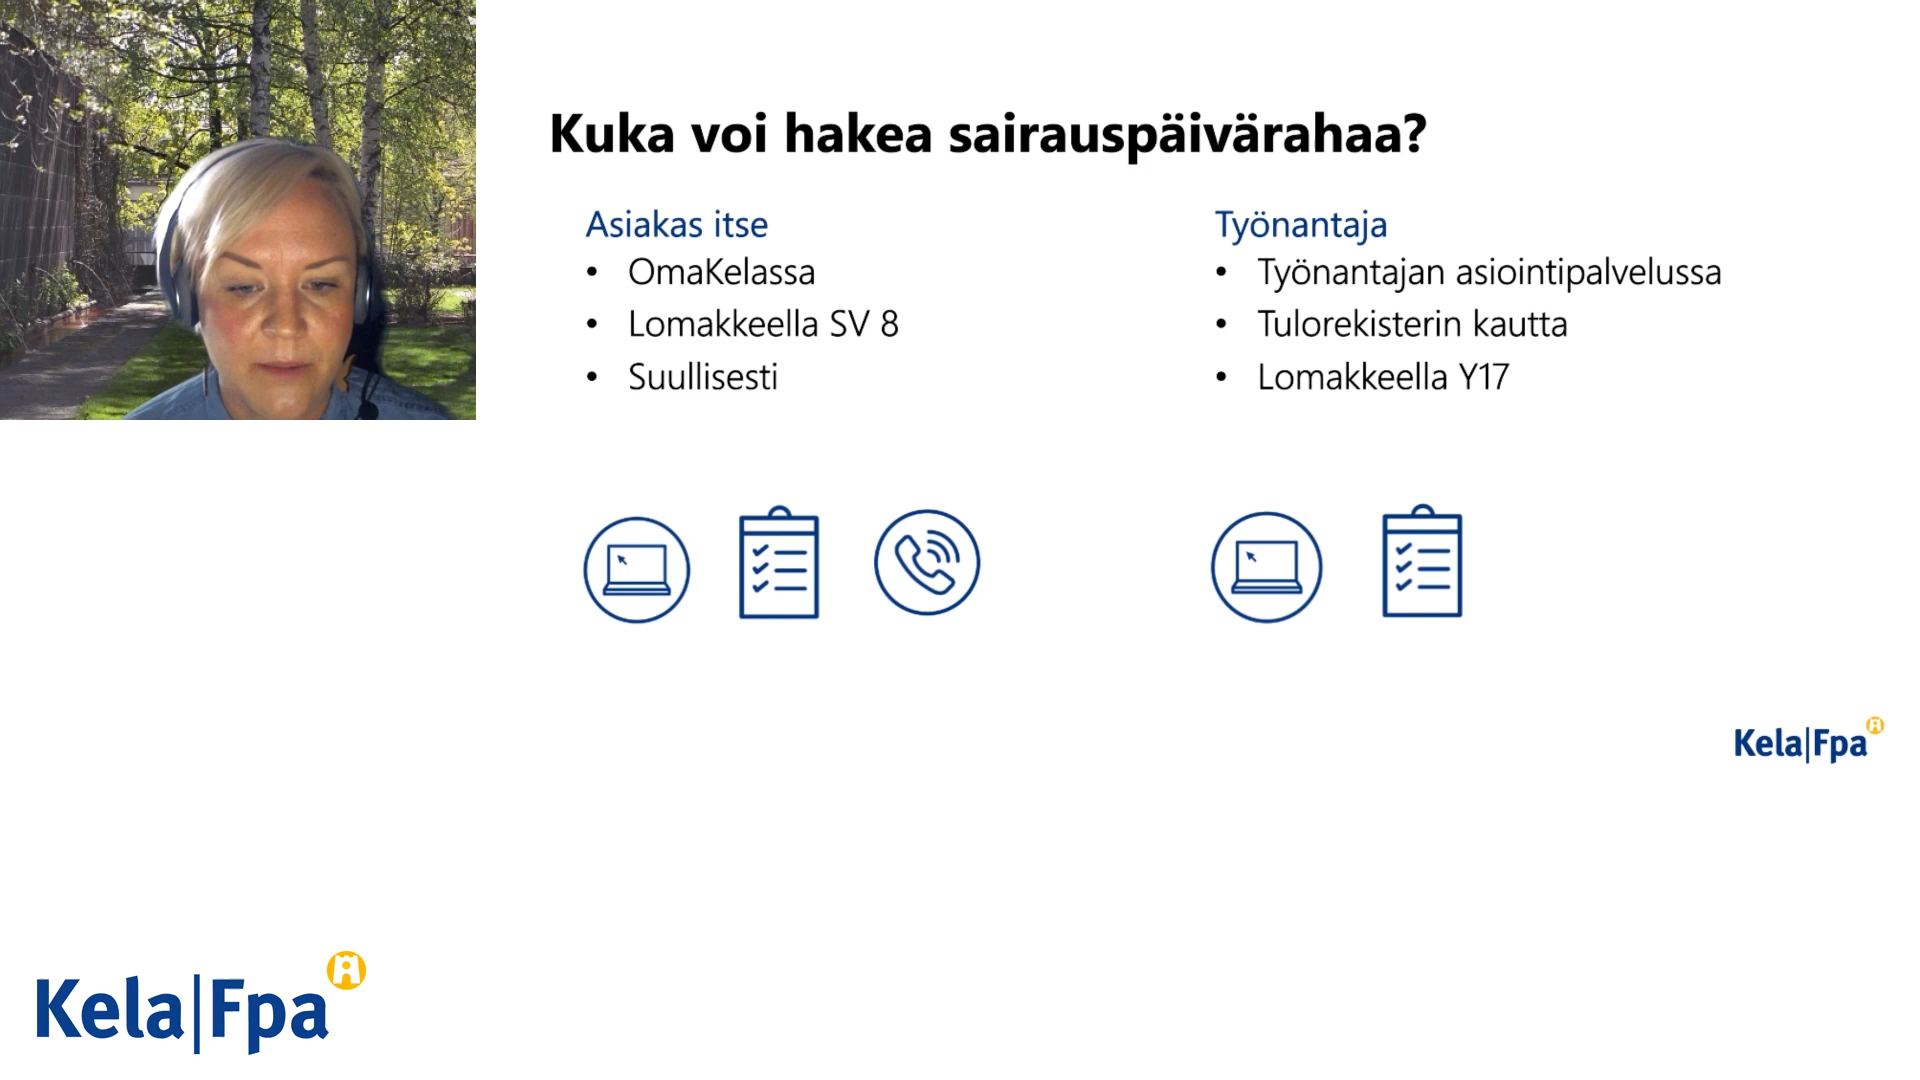 Kuka voi hakea sairauspäivärahaa?
Asiakas itse
• OmaKelassa
• Lomakkeella SV 8
• Suullisesti
Työnantaja
• Työnantajan asiointipalvelussa
• Tulorekisterin kautta
• Lomakkeella Y17
Kela|Fpa
Kela|Fpa